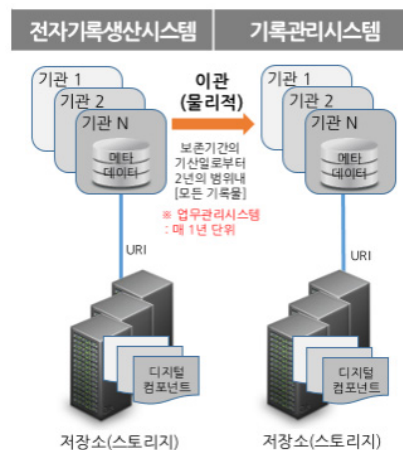 전자기록생산시스템
기록관리시스템
기관 1
기관 2
기관 N
메타
데이터
이관
(물리적)
보존기간의
기산일로부터
2년의 범위내
[모든 기록물]
※ 업무관리시스템
: 매 1년 단위
기관 1
기관 2
기관 N
메타
데이터
URI
URI
디지털
컴포넌트
디지털
컴포넌트
저장소(스토리지)
저장소(스토리지)